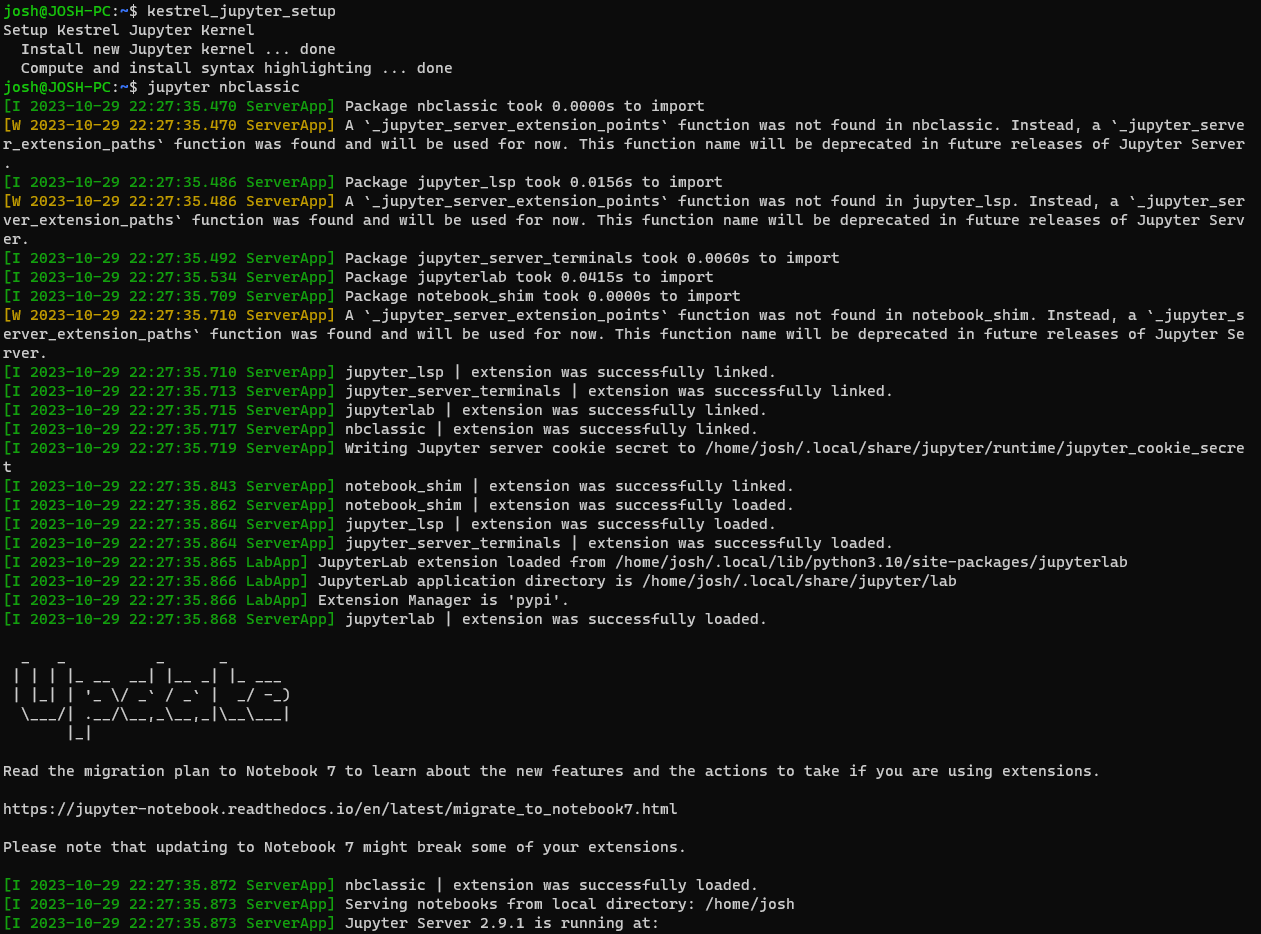 josh@JOSH-PC:~$ kestrel_jupyter_setup
Setup Kestrel Jupyter Kernel
  Install new Jupyter kernel ... done
  Compute and install syntax highlighting ... done
josh@JOSH-PC:~$ jupyter nbclassic
[I 2023-10-29 22:27:35.470 ServerApp] Package nbclassic took 0.0000s to import
[W 2023-10-29 22:27:35.470 ServerApp] A `_jupyter_server_extension_points` function was not found in nbclassic. Instead, a `_jupyter_serve
r_extension_paths` function was found and will be used for now. This function name will be deprecated in future releases of Jupyter Server
.
[I 2023-10-29 22:27:35.486 ServerApp] Package jupyter_lsp took 0.0156s to import
[W 2023-10-29 22:27:35.486 ServerApp] A `_jupyter_server_extension_points` function was not found in jupyter_lsp. Instead, a `_jupyter_ser
ver_extension_paths` function was found and will be used for now. This function name will be deprecated in future releases of Jupyter Serv
er.
[I 2023-10-29 22:27:35.492 ServerApp] Package jupyter_server_terminals took 0.0060s to import
[I 2023-10-29 22:27:35.534 ServerApp] Package jupyterlab took 0.0415s to import
[I 2023-10-29 22:27:35.709 ServerApp] Package notebook_shim took 0.0000s to import
[W 2023-10-29 22:27:35.710 ServerApp] A `_jupyter_server_extension_points` function was not found in notebook_shim. Instead, a `_jupyter_s
erver_extension_paths` function was found and will be used for now. This function name will be deprecated in future releases of Jupyter Se
rver.
[I 2023-10-29 22:27:35.710 ServerApp] jupyter_lsp | extension was successfully linked.
[I 2023-10-29 22:27:35.713 ServerApp] jupyter_server_terminals | extension was successfully linked.
[I 2023-10-29 22:27:35.715 ServerApp] jupyterlab | extension was successfully linked.
[I 2023-10-29 22:27:35.717 ServerApp] nbclassic | extension was successfully linked.
[I 2023-10-29 22:27:35.719 ServerApp] Writing Jupyter server cookie secret to /home/josh/.local/share/jupyter/runtime/jupyter_cookie_secre
t
[I 2023-10-29 22:27:35.843 ServerApp] notebook_shim | extension was successfully linked.
[I 2023-10-29 22:27:35.862 ServerApp] notebook_shim | extension was successfully loaded.
[I 2023-10-29 22:27:35.864 ServerApp] jupyter_lsp | extension was successfully loaded.
[I 2023-10-29 22:27:35.864 ServerApp] jupyter_server_terminals | extension was successfully loaded.
[I 2023-10-29 22:27:35.865 LabApp] JupyterLab extension loaded from /home/josh/.local/lib/python3.10/site-packages/jupyterlab
[I 2023-10-29 22:27:35.866 LabApp] JupyterLab application directory is /home/josh/.local/share/jupyter/lab
[I 2023-10-29 22:27:35.866 LabApp] Extension Manager is 'pypi'.
[I 2023-10-29 22:27:35.868 ServerApp] jupyterlab | extension was successfully loaded.
  _   _          _      _
 | | | |_ __  __| |__ _| |_ ___
 | |_| | '_ \/ _` / _` |  _/ -_)
  \___/| .__/\__,_\__,_|\__\___|
       |_|
Read the migration plan to Notebook 7 to learn about the new features and the actions to take if you are using extensions.
https://jupyter-notebook.readthedocs.io/en/latest/migrate_to_notebook7.html
Please note that updating to Notebook 7 might break some of your extensions.
[I 2023-10-29 22:27:35.872 ServerApp] nbclassic | extension was successfully loaded.
[I 2023-10-29 22:27:35.873 ServerApp] Serving notebooks from local directory: /home/josh
[I 2023-10-29 22:27:35.873 ServerApp] Jupyter Server 2.9.1 is running at: